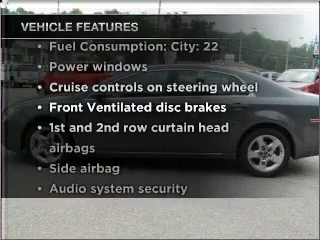 VEHICLE FEATURES
• Fuel Consumption: City: 22
• Power windows
• Cruise controls on steering wheel
• Front Ventilated disc brakes
• 1st and 2nd row curtain head
airbags
• Side airbag
• Audio system security